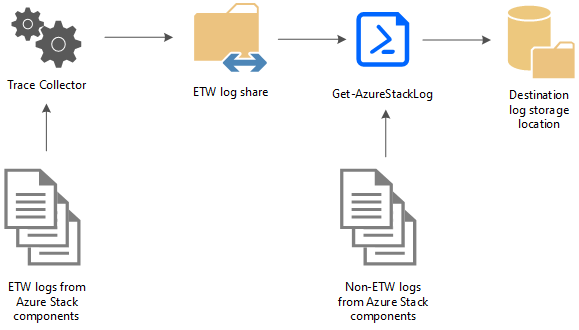 Trace Collector
ETW log share
Get-AzureStackLog
Destination
log storage
location
ETW logs from
Azure Stack
components
Non-ETW logs
from Azure Stack
components